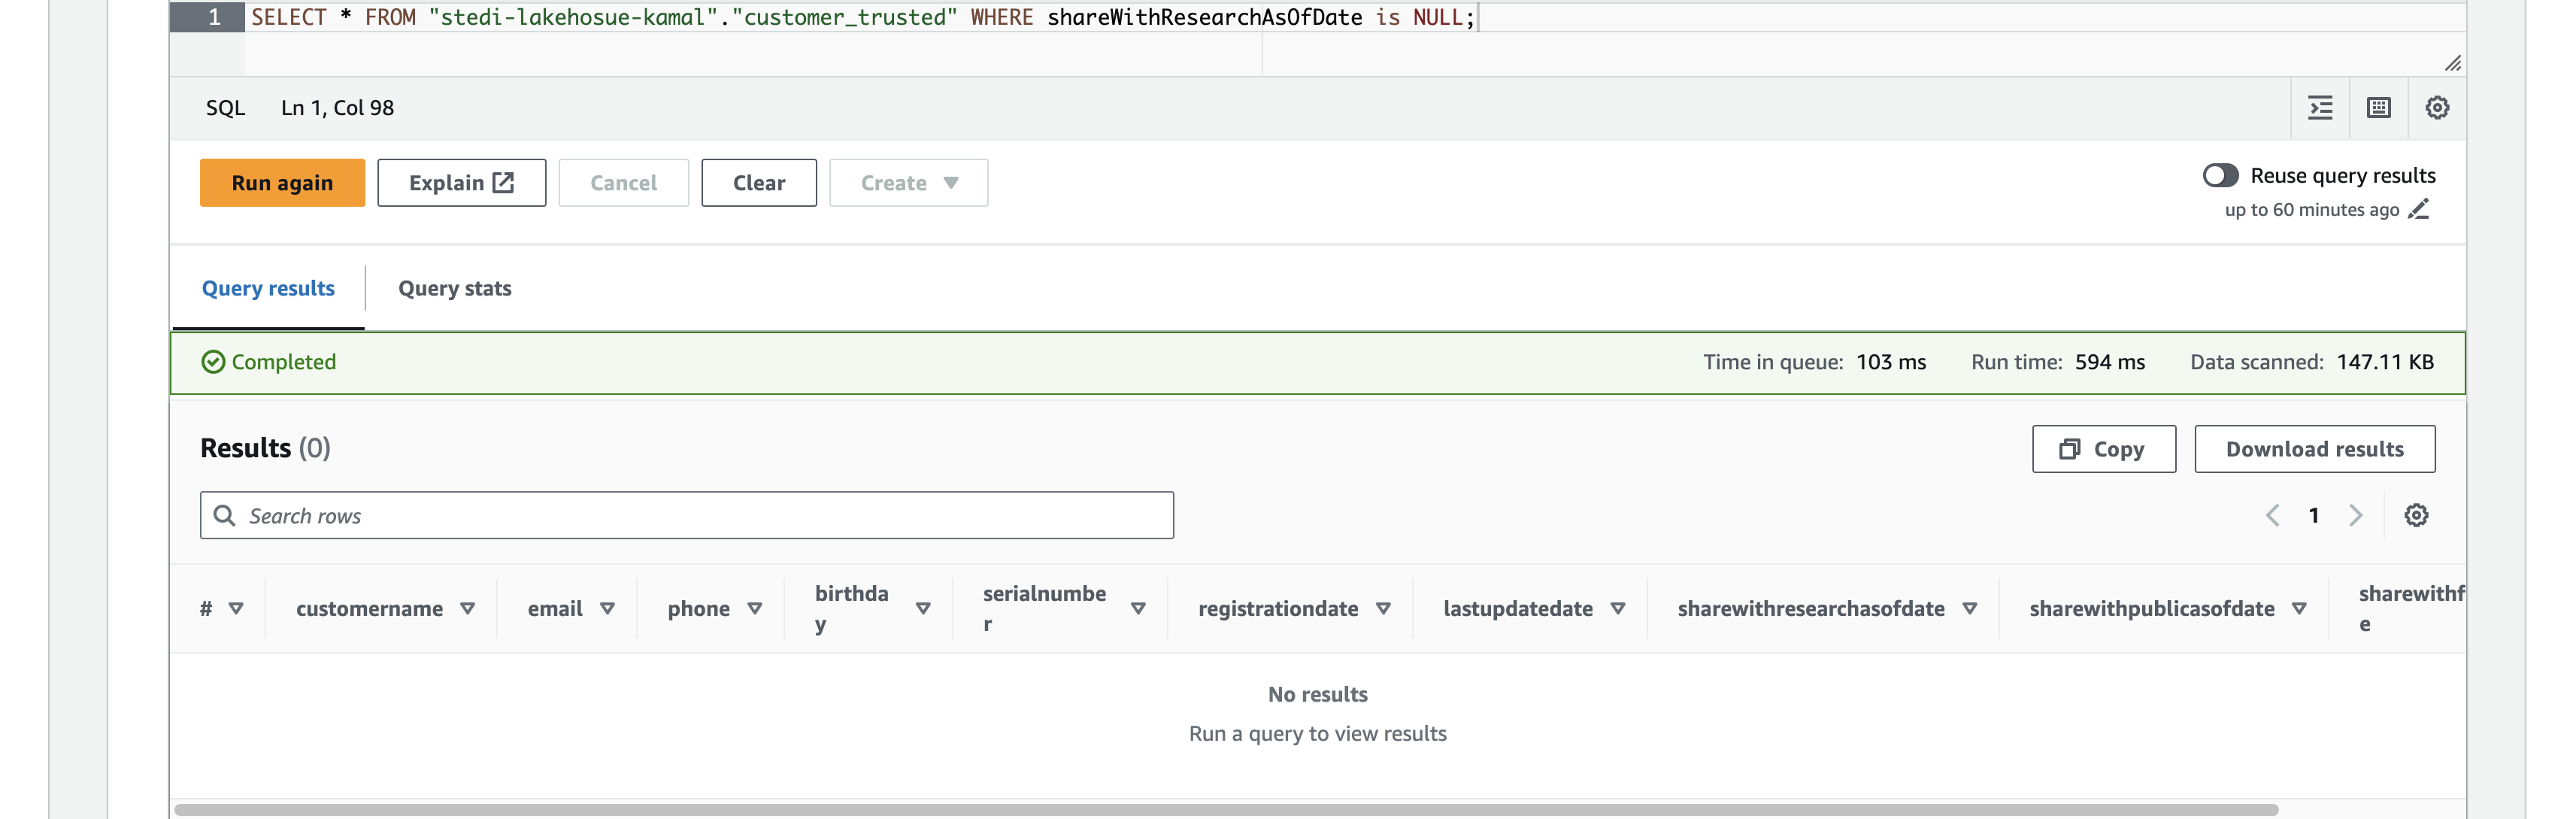 1 SELECT * FROM "stedi-lakehosue-kamal"."customer_trusted" WHERE shareWithResearchAsOfDate is NULL;
SQL Ln 1, Col 98
Run again Explain Cancel Clear Create
Reuse query results
up to 60 minutes ago
Query results Query stats
Completed Time in queue: 103 ms Run time: 594 ms Data scanned: 147.11 KB
Results (0) Copy Download results
Search rows 1
# customername email phone birthda
y serialnumbe
r registrationdate lastupdatedate sharewithresearchasofdate sharewithpublicasofdate sharewithf
e
No results
Run a query to view results